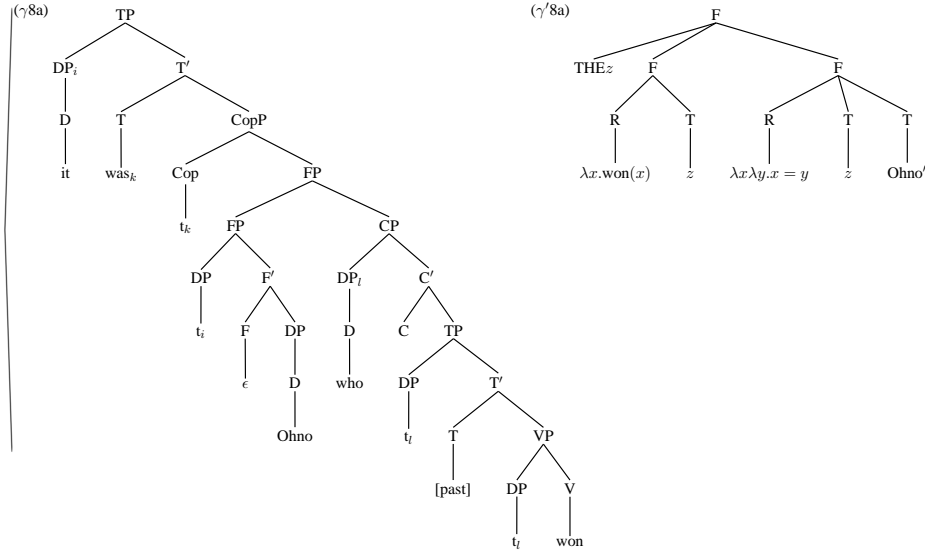 (γ8a) (γ′8a)
TP F
DPᵢ T′ THEz F F
D T CopP R T R T T
it wasₖ Cop FP λx.won(x) z λxλy.x = y z Ohno′
tₖ FP CP
DP F′ DPₗ C′
tᵢ F DP D C TP
ϵ D who DP T′
Ohno tₗ T VP
[past] DP V
tₗ won